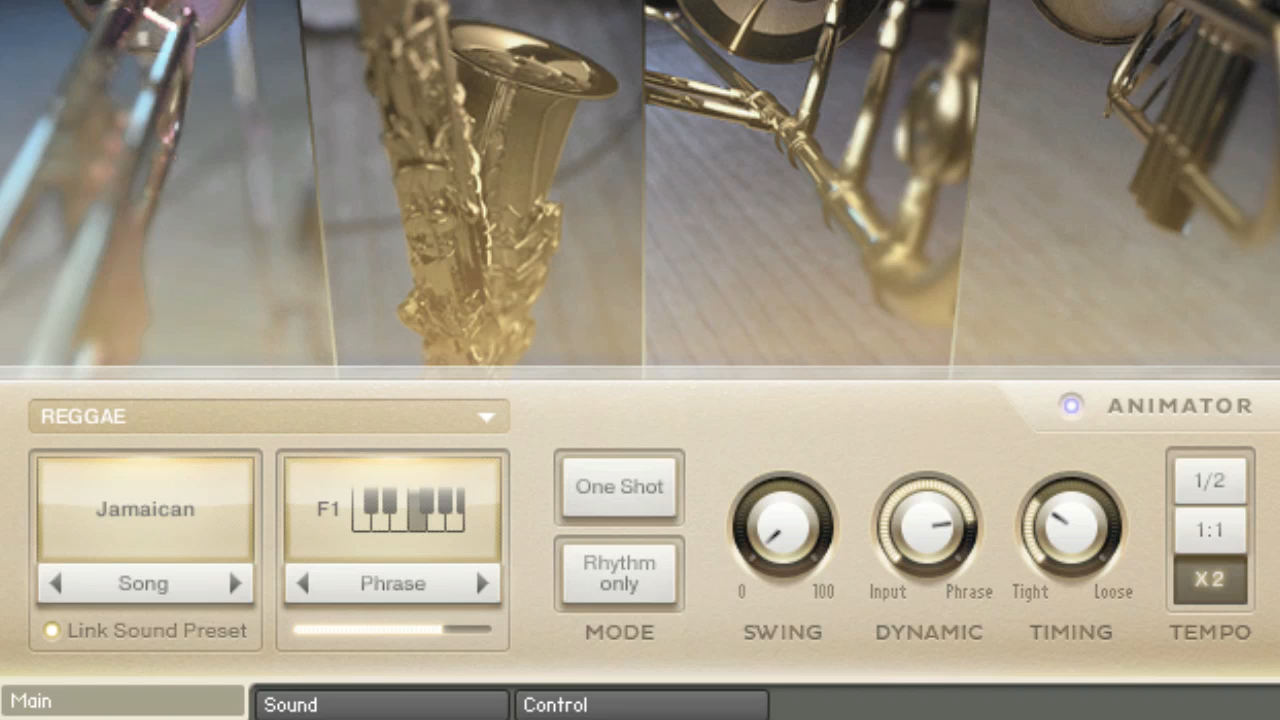 REGGAE
ANIMATOR
Jamaican
F1
One Shot
1/2
1:1
X2
Song
Phrase
Rhythm
only
0
100
Input
Phrase
Tight
Loose
Link Sound Preset
MODE
SWING
DYNAMIC
TIMING
TEMPO
Main
Sound
Control